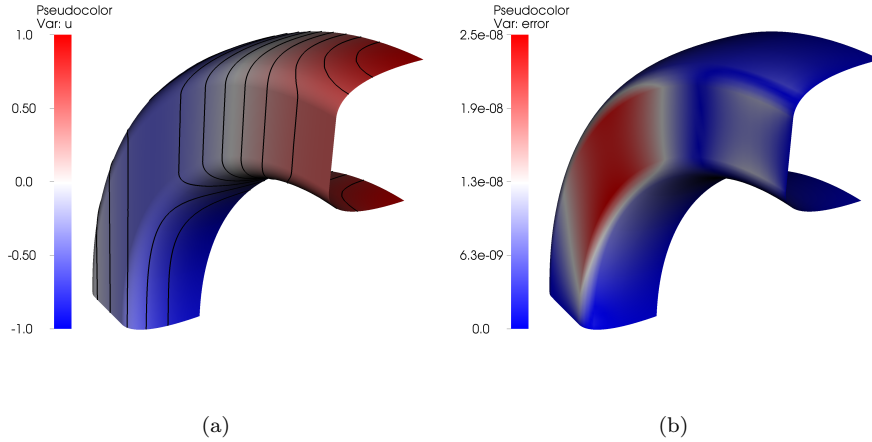 Pseudocolor
Var: u
1.0
0.50
0.0
-0.50
-1.0
(a)
Pseudocolor
Var: error
2.5e-08
1.9e-08
1.3e-08
6.3e-09
0.0
(b)